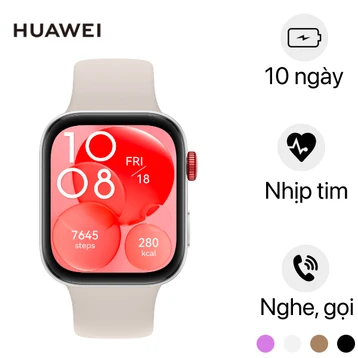 HUAWEI
10
08
FRI
18
7645
steps
280
kcal
10 ngày
Nhịp tim
Nghe, gọi